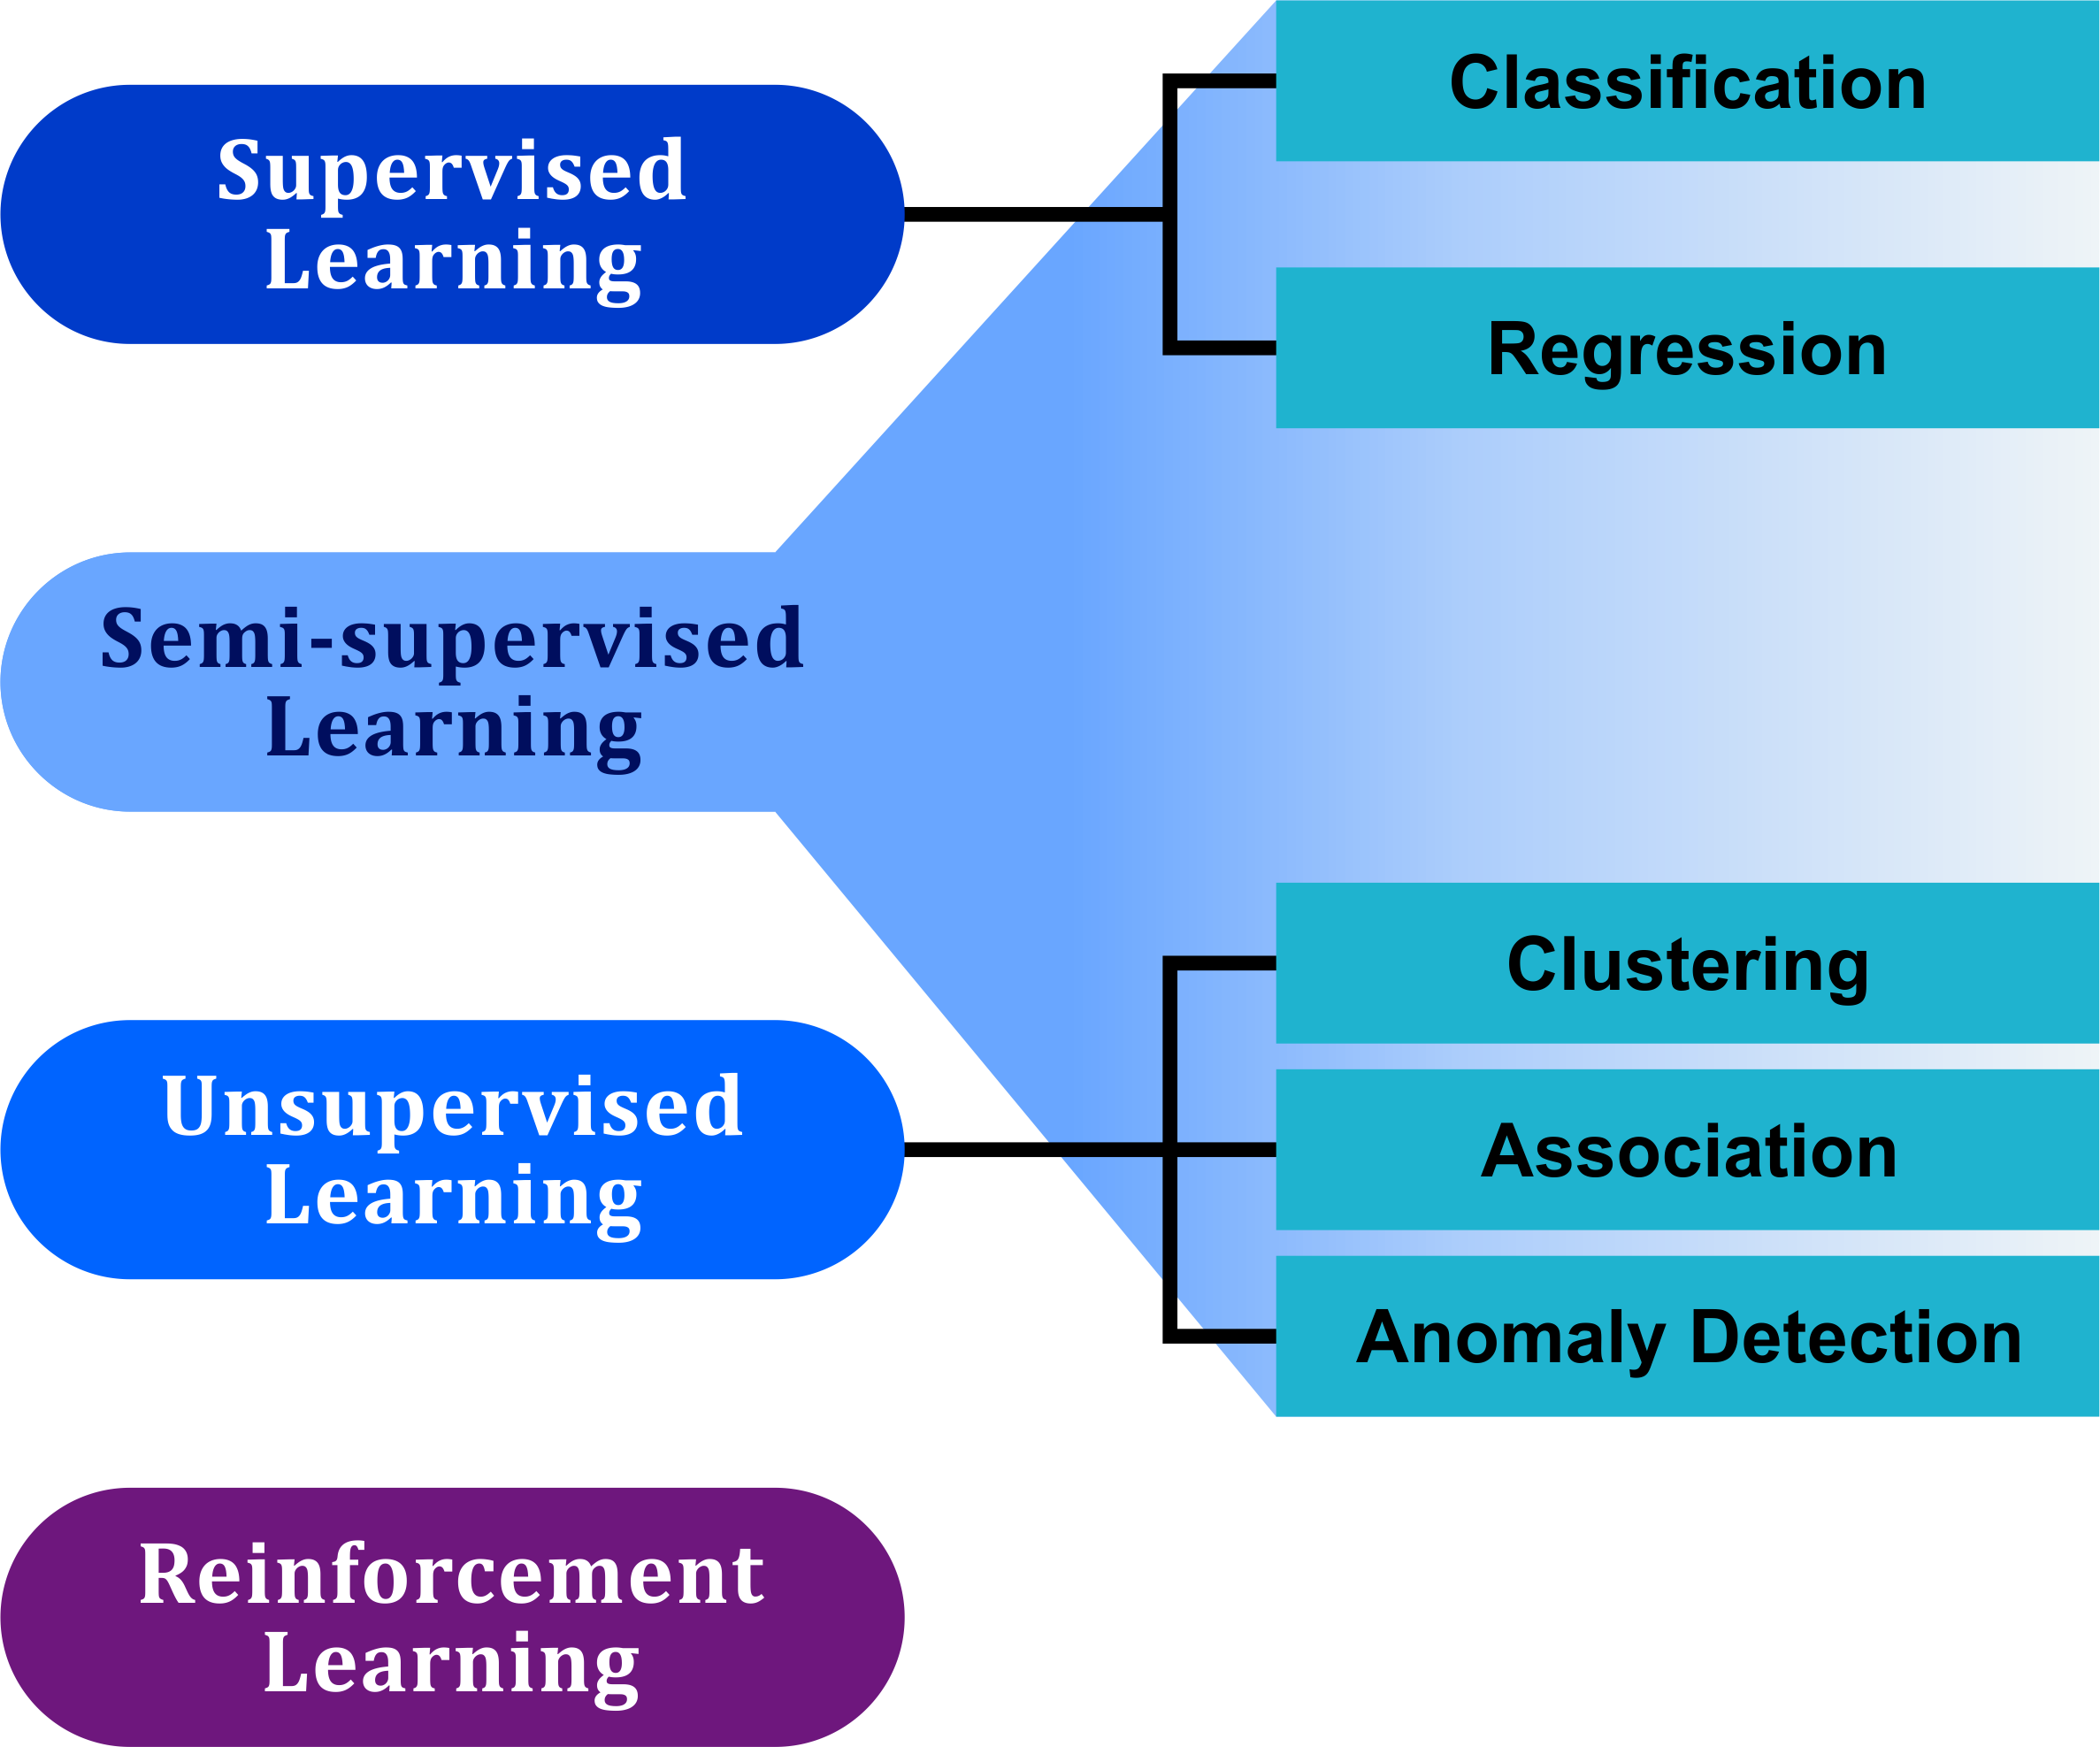 Supervised
Learning
Classification
Regression
Semi-supervised
Learning
Unsupervised
Learning
Clustering
Association
Anomaly Detection
Reinforcement
Learning